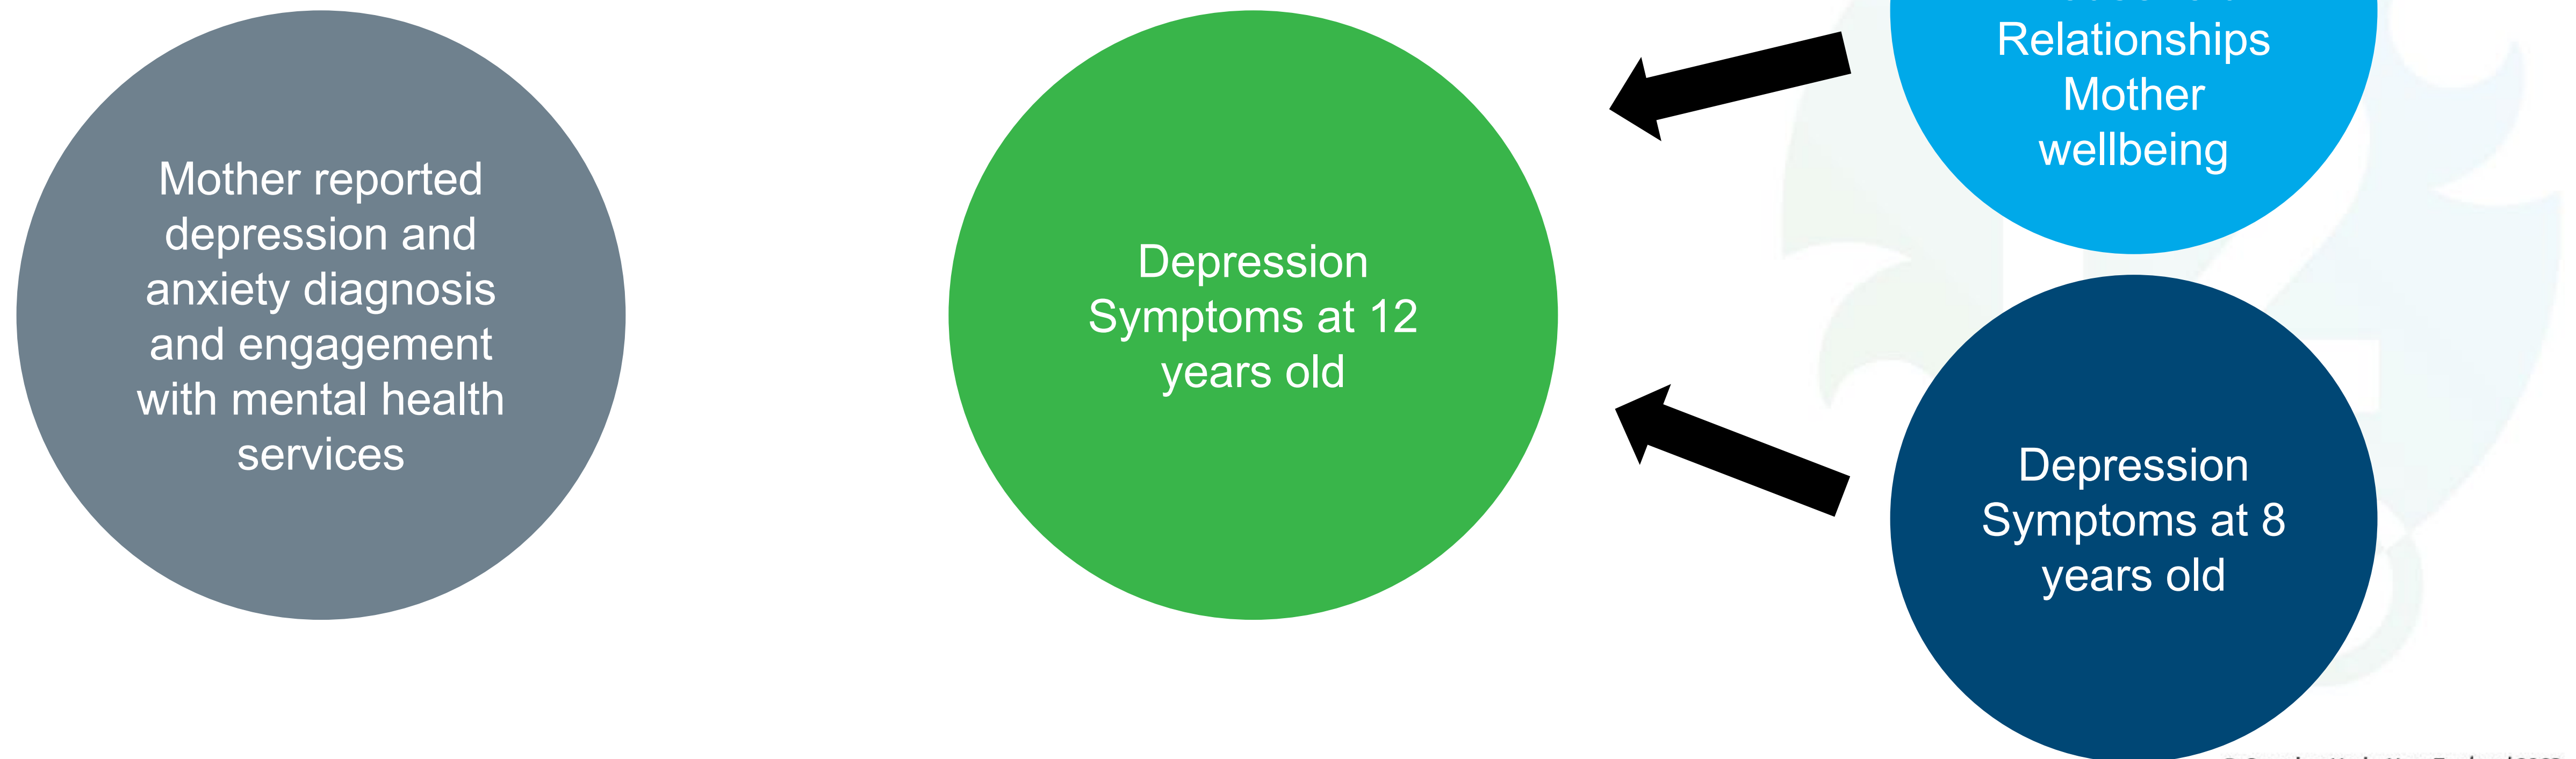 Mother reported
depression and
anxiety diagnosis
and engagement
with mental health
services
Depression
Symptoms at 12
years old
Relationships
Mother
wellbeing
Depression
Symptoms at 8
years old